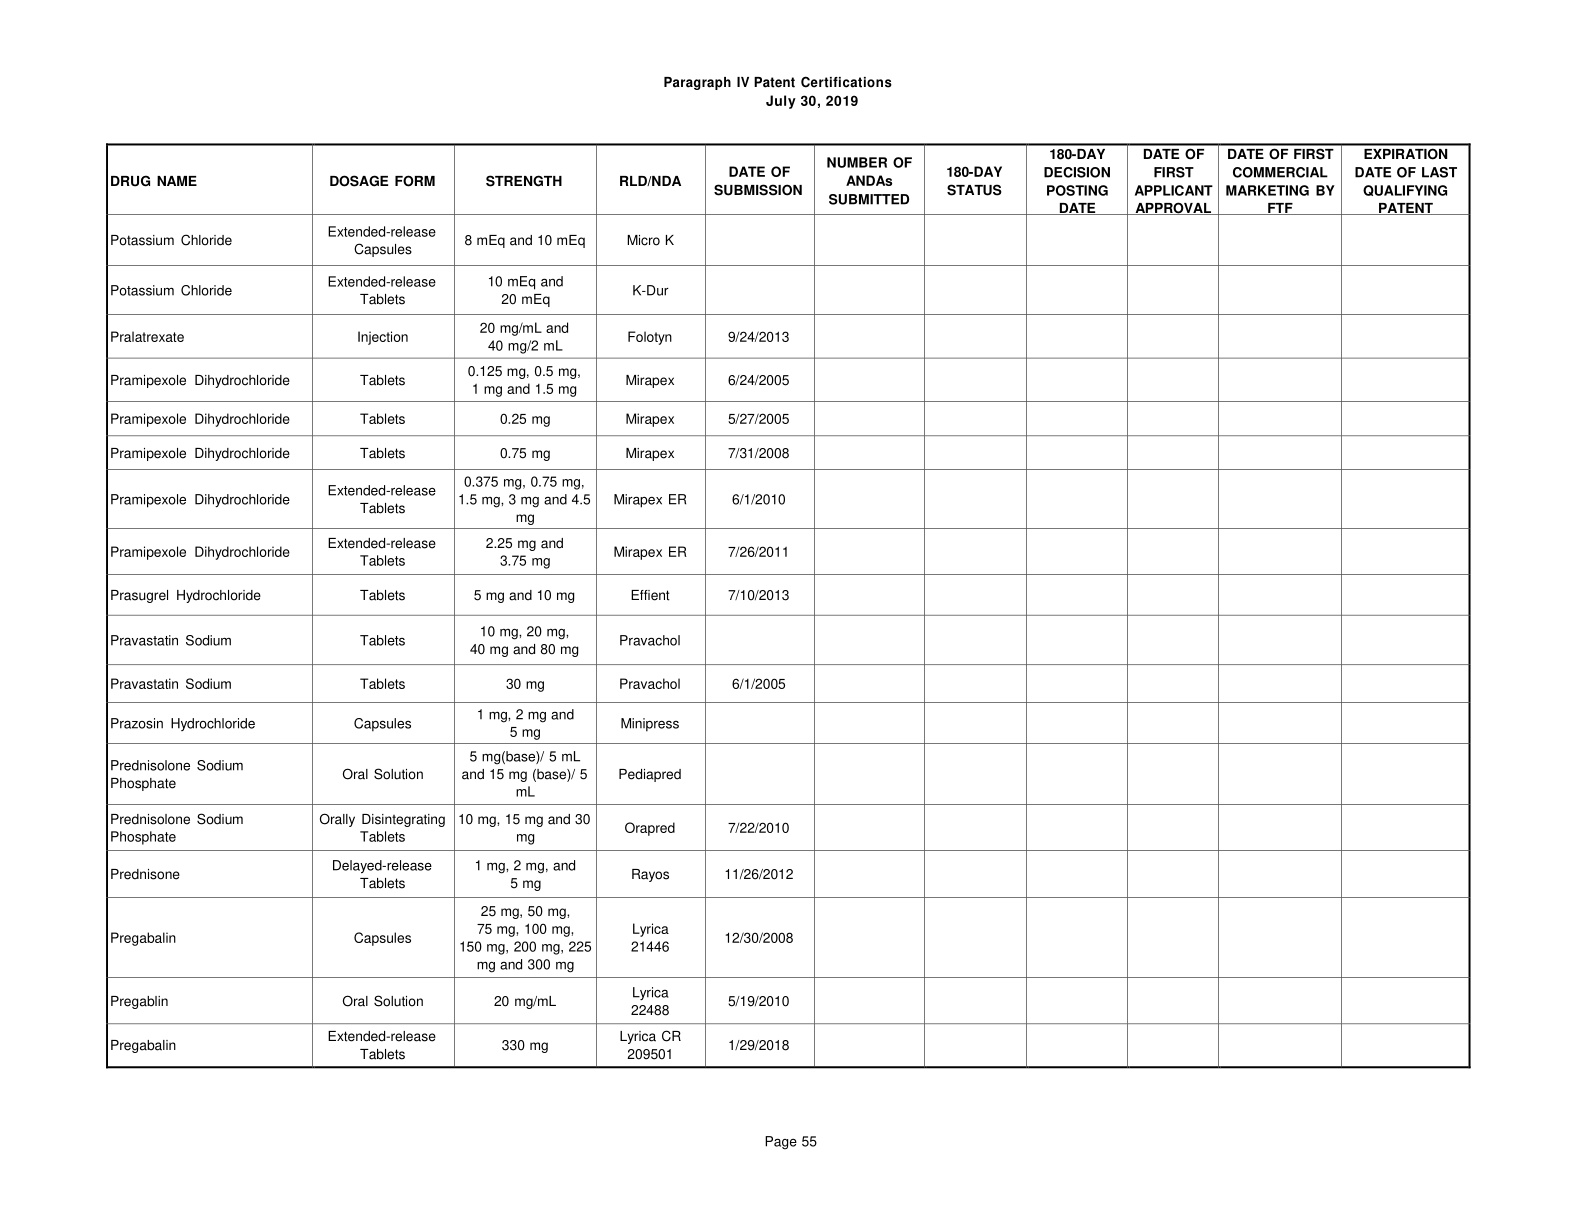 Paragraph IV Patent Certifications
July 30, 2019
DRUG NAME
DOSAGE FORM
STRENGTH
RLD/NDA
DATE OF
SUBMISSION
NUMBER OF
ANDAs
SUBMITTED
180-DAY
STATUS
180-DAY
DECISION
POSTING
DATE
DATE OF
FIRST
APPLICANT
APPROVAL
DATE OF FIRST
COMMERCIAL
MARKETING BY
FTF
EXPIRATION
DATE OF LAST
QUALIFYING
PATENT
Potassium Chloride
Extended-release
Capsules
8 mEq and 10 mEq
Micro K
Potassium Chloride
Extended-release
Tablets
10 mEq and
20 mEq
K-Dur
Pralatrexate
Injection
20 mg/mL and
40 mg/2 mL
Folotyn
9/24/2013
Pramipexole Dihydrochloride
Tablets
0.125 mg, 0.5 mg,
1 mg and 1.5 mg
Mirapex
6/24/2005
Pramipexole Dihydrochloride
Tablets
0.25 mg
Mirapex
5/27/2005
Pramipexole Dihydrochloride
Tablets
0.75 mg
Mirapex
7/31/2008
Pramipexole Dihydrochloride
Extended-release
Tablets
0.375 mg, 0.75 mg,
1.5 mg, 3 mg and 4.5
mg
Mirapex ER
6/1/2010
Pramipexole Dihydrochloride
Extended-release
Tablets
2.25 mg and
3.75 mg
Mirapex ER
7/26/2011
Prasugrel Hydrochloride
Tablets
5 mg and 10 mg
Effient
7/10/2013
Pravastatin Sodium
Tablets
10 mg, 20 mg,
40 mg and 80 mg
Pravachol
Pravastatin Sodium
Tablets
30 mg
Pravachol
6/1/2005
Prazosin Hydrochloride
Capsules
1 mg, 2 mg and
5 mg
Minipress
Prednisolone Sodium
Phosphate
Oral Solution
5 mg(base)/ 5 mL
and 15 mg (base)/ 5
mL
Pediapred
Prednisolone Sodium
Phosphate
Orally Disintegrating
Tablets
10 mg, 15 mg and 30
mg
Orapred
7/22/2010
Prednisone
Delayed-release
Tablets
1 mg, 2 mg, and
5 mg
Rayos
11/26/2012
Pregabalin
Capsules
25 mg, 50 mg,
75 mg, 100 mg,
150 mg, 200 mg, 225
mg and 300 mg
Lyrica
21446
12/30/2008
Pregablin
Oral Solution
20 mg/mL
Lyrica
22488
5/19/2010
Pregabalin
Extended-release
Tablets
330 mg
Lyrica CR
209501
1/29/2018
Page 55